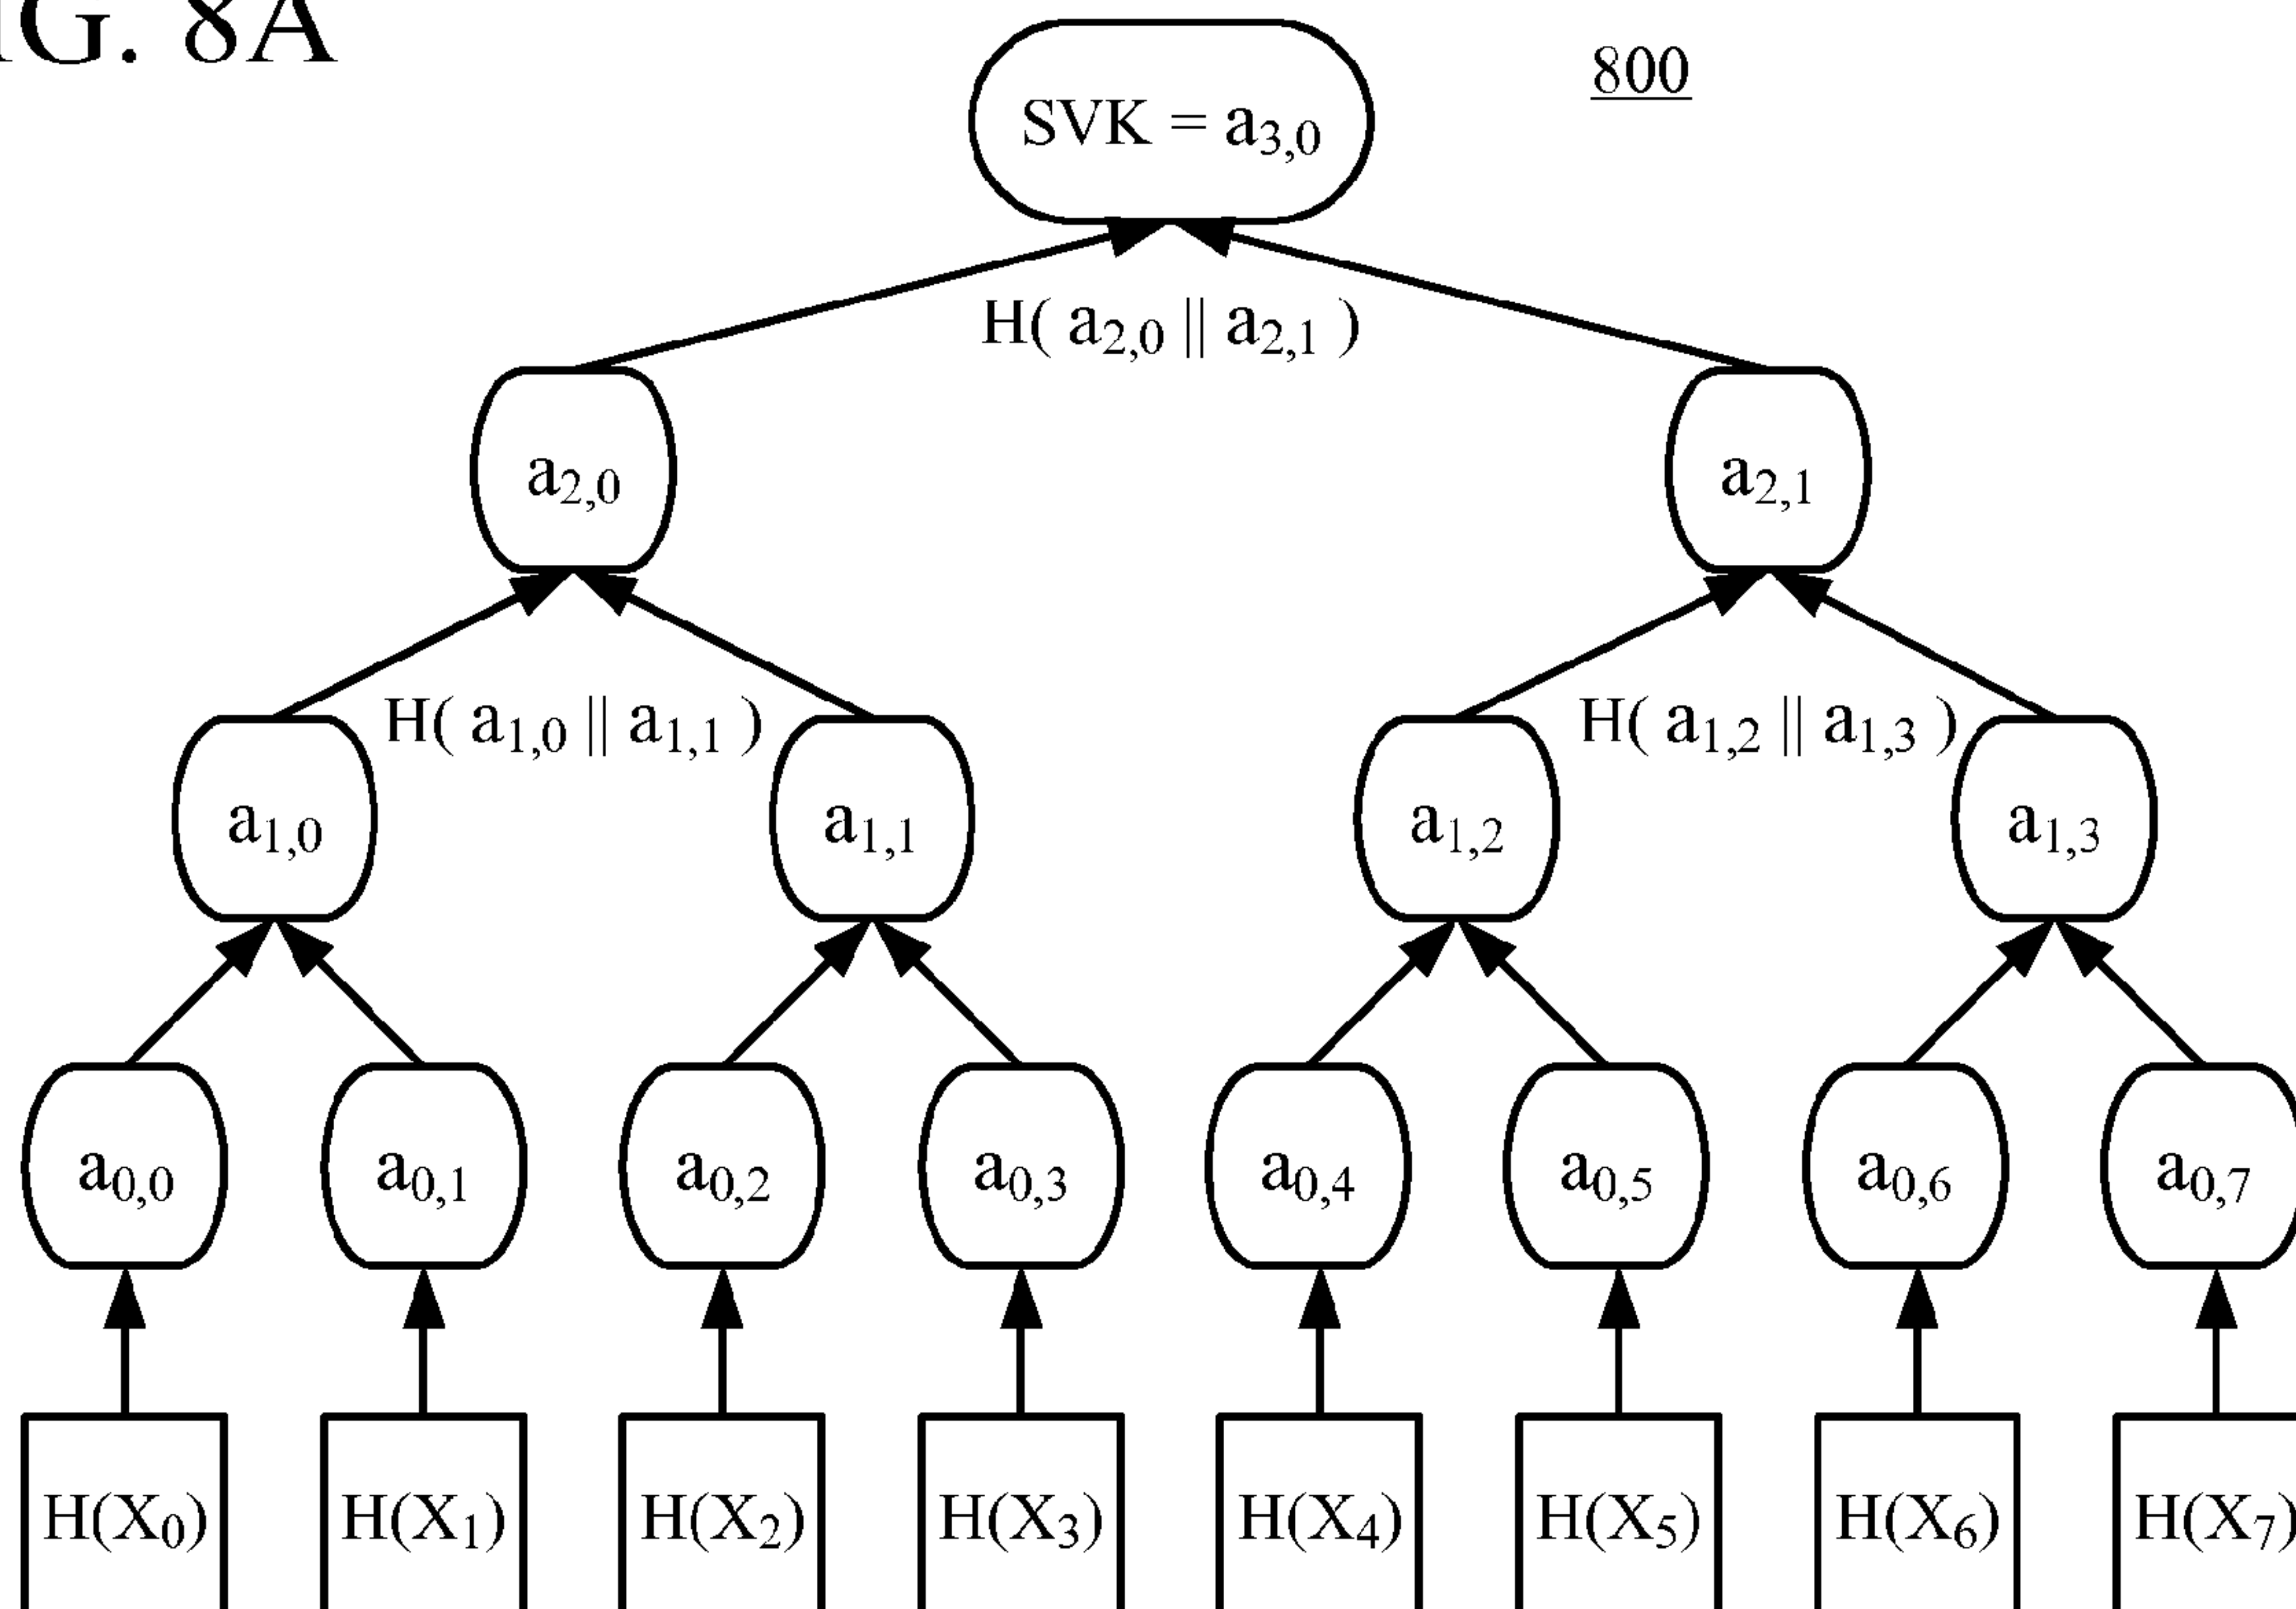 G. 8A
800
SVK = a3,0
H( a2,0 || a2,1 )
a2,0
a2,1
H( a1,0 || a1,1 )
H( a1,2 || a1,3 )
a1,0
a1,1
a1,2
a1,3
a0,0
a0,1
a0,2
a0,3
a0,4
a0,5
a0,6
a0,7
H(X0)
H(X1)
H(X2)
H(X3)
H(X4)
H(X5)
H(X6)
H(X7)